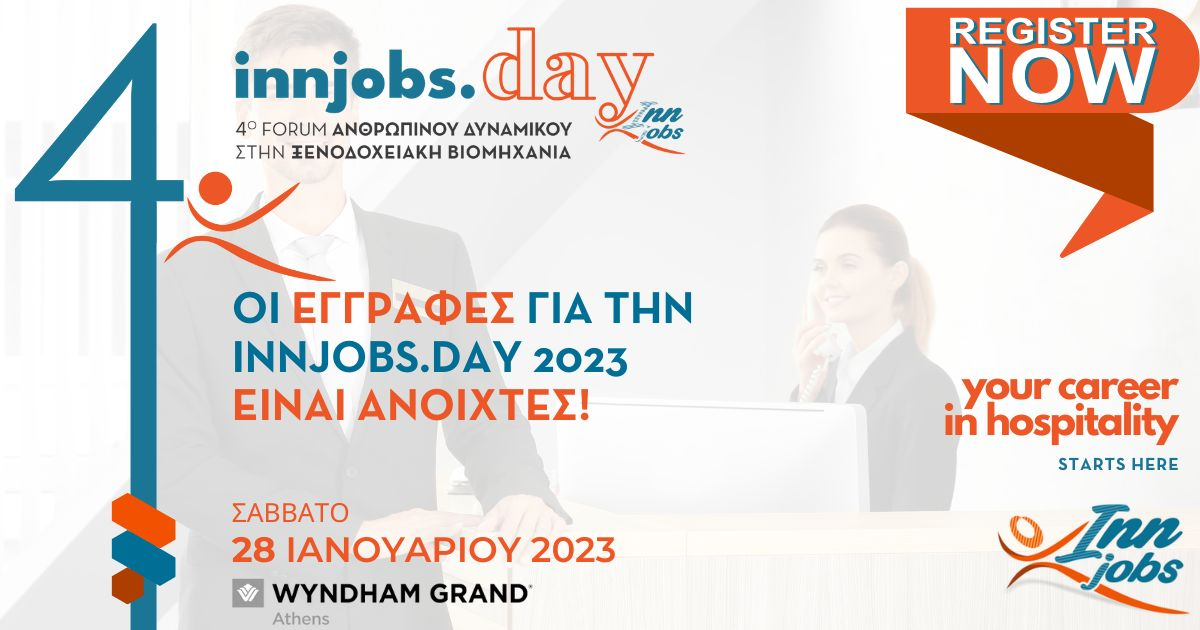 4
innjobs.day
Inn
jobs
4ο FORUM ΑΝΘΡΩΠΙΝΟΥ ΔΥΝΑΜΙΚΟΥ
ΣΤΗΝ ΞΕΝΟΔΟΧΕΙΑΚΗ ΒΙΟΜΗΧΑΝΙΑ
REGISTER
NOW
ΟΙ ΕΓΓΡΑΦΕΣ ΓΙΑ ΤΗΝ
INNJOBS.DAY 2023
ΕΙΝΑΙ ΑΝΟΙΧΤΕΣ!
your career
in hospitality
STARTS HERE
ΣΑΒΒΑΤΟ
28 ΙΑΝΟΥΑΡΙΟΥ 2023
WYNDHAM GRAND®
Athens
Inn
jobs